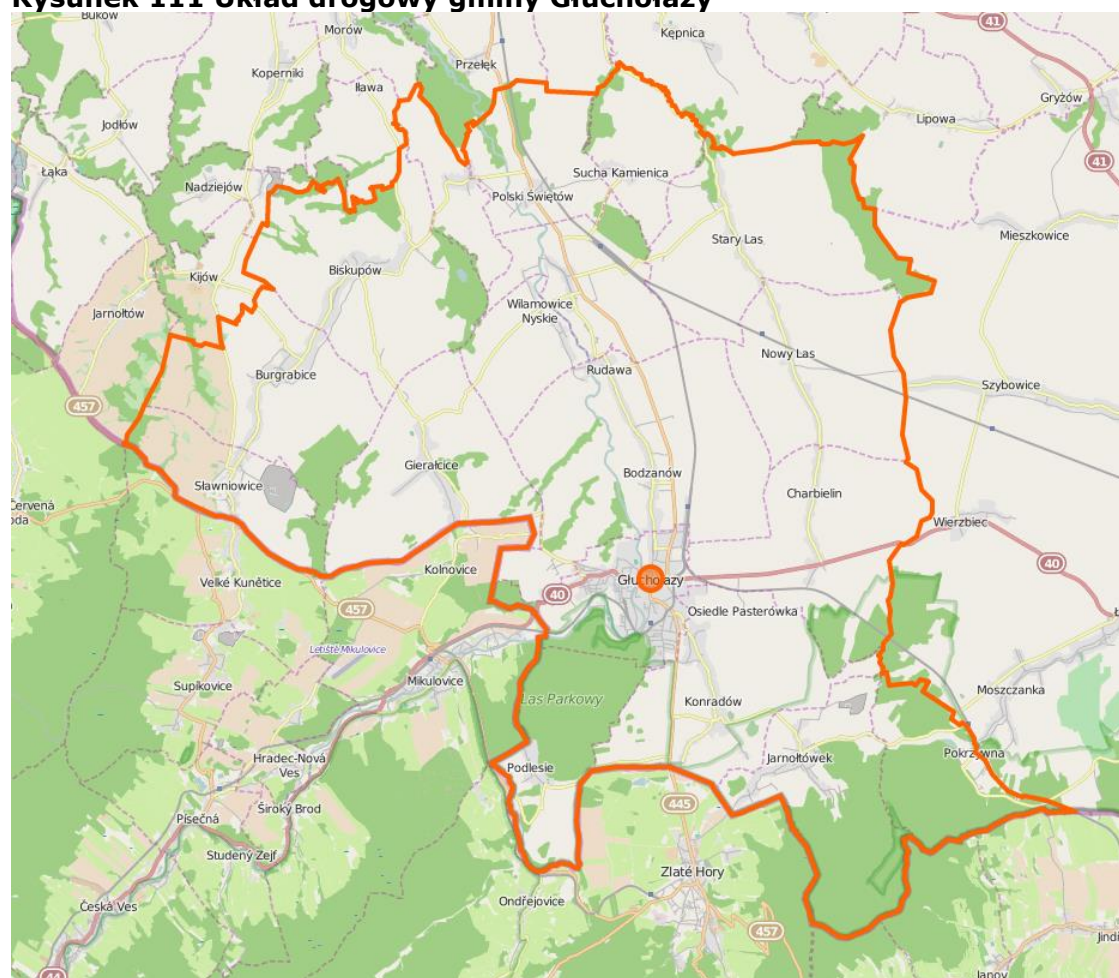 Rysunek 111 Układ drogowy gminy Głuchołazy
Buków
Morów
Kępnica
41
Przełęk
Koperniki
Iława
Gryżów
Jodłów
Lipowa
41
Łąka
Nadziejów
Sucha Kamienica
Polski Świętów
Mieszkowice
Stary Las
Kijów
Biskupów
Jarnołtów
Wilamowice
Nyskie
Nowy Las
Rudawa
Burgrabice
Szybowice
457
Gierałcice
Bodzanów
Sławniowice
Charbielin
Červená
oda
Wierzbiec
Kolnovice
40
Velké Kunětice
Głuchołazy
40
457
Osiedle Pasterówka
Letiště Mikulovice
Mikulovice
Supíkovice
Las Parkowy
Konradów
Moszczanka
Hradec-Nová
Ves
Podlesie
Jarnołtówek
Pokrzywna
Široký Brod
445
Písečná
Studený Zejf
Zlaté Hory
Ondřejovice
Česká Ves
457
Jindř
44
Janov